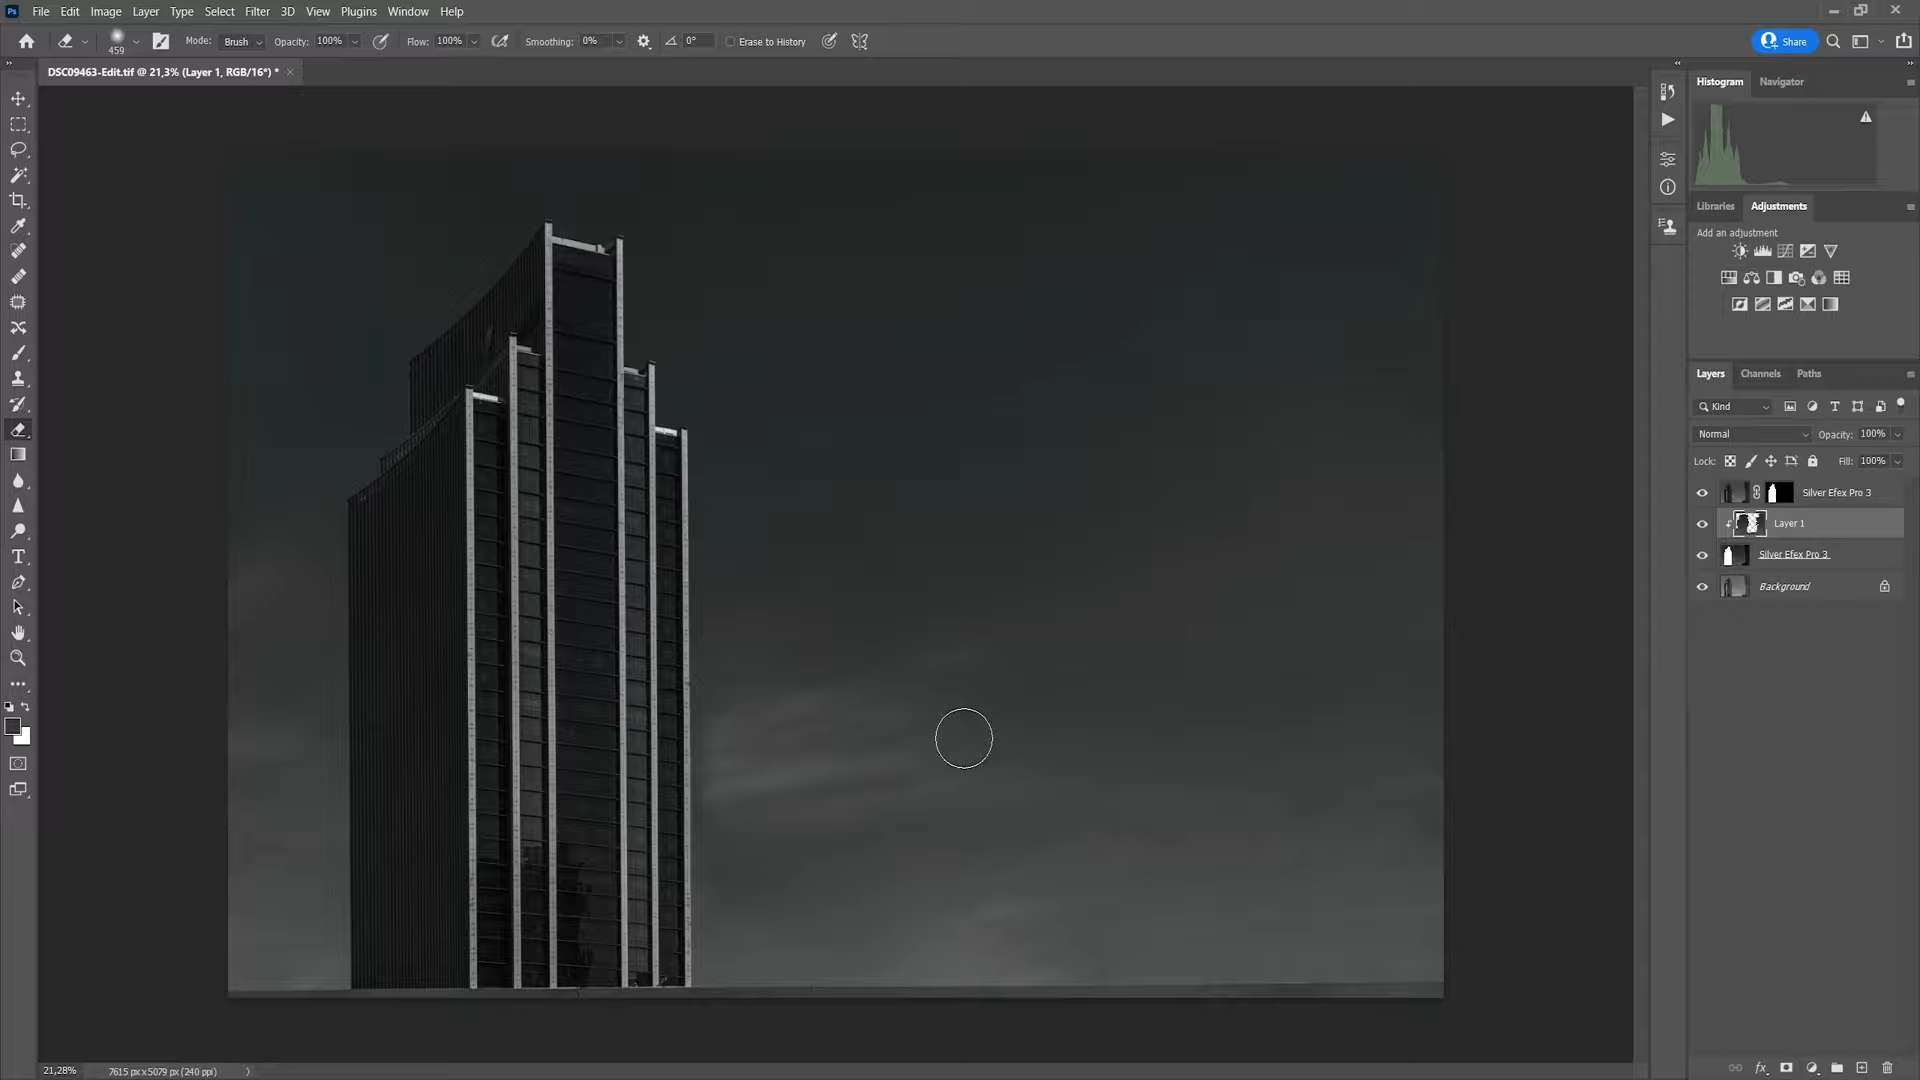 Ps File Edit Image Layer Type Select Filter 3D View Plugins Window Help
459 Mode: Brush Opacity: 100% Flow: 100% Smoothing: 0% 0° Erase to History Share
DSC09463-Edit.tif @ 21,3% (Layer 1, RGB/16*) *
Histogram Navigator
Libraries Adjustments
Add an adjustment
Layers Channels Paths
Kind
Normal Opacity: 100%
Lock: Fill: 100%
Silver Efex Pro 3
Layer 1
Silver Efex Pro 3
Background
21,28% 7615 px x 5079 px (240 ppi)